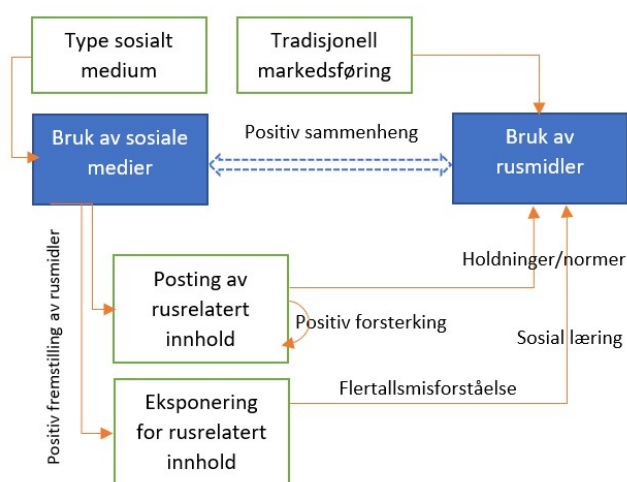 Type sosialt
medium
Tradisjonell
markedsføring
Bruk av sosiale
medier
Positiv sammenheng
Bruk av
rusmidler
Positiv fremstilling av rusmidler
Posting av
rusrelatert
innhold
Holdninger/normer
Positiv forsterking
Sosial læring
Eksponering
for rusrelatert
innhold
Flertallsmisforståelse